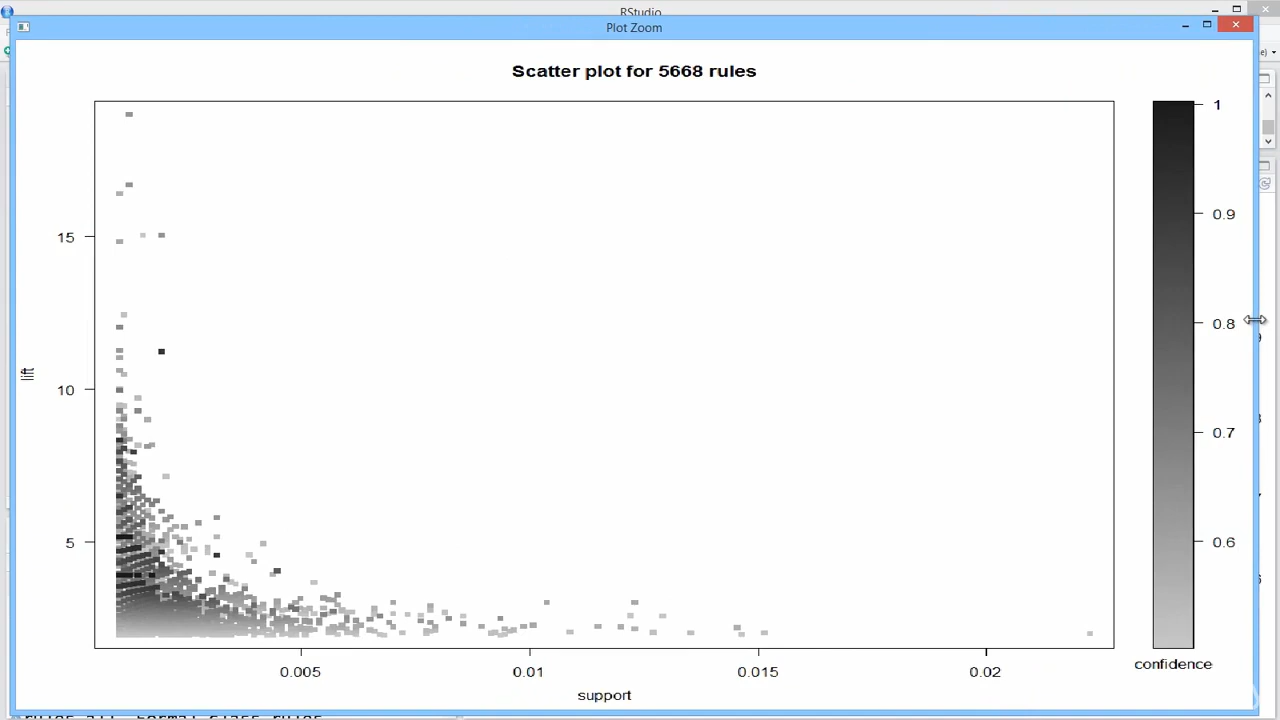 RStudio
Plot Zoom
Scatter plot for 5668 rules
1
0.9
0.8
0.7
0.6
confidence
15
10
5
lift
0.005
0.01
0.015
0.02
support